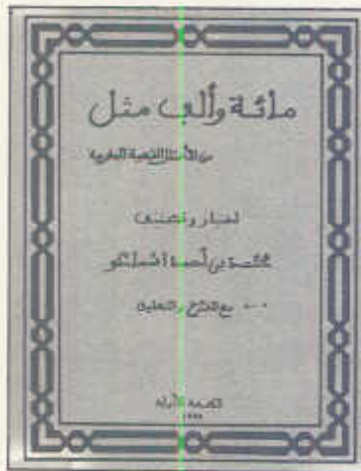 مائة وألف مثل
من الأمثال الشعبية المغربية
اختيار وتصنيف
محمد بن أحمد اشماعو
مع الشرح والتعليق
الطبعة الأولى